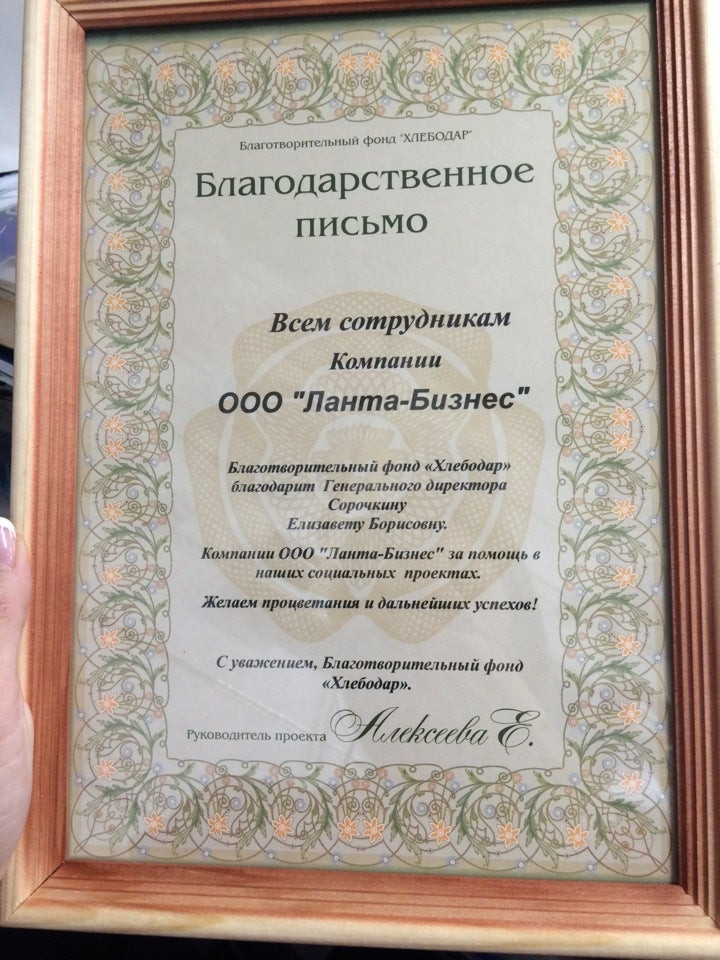 Благотворительный фонд "ХЛЕБОДАР"
Благодарственное
письмо
Всем сотрудникам
Компании
ООО "Ланта-Бизнес"
Благотворительный фонд «Хлебодар»
благодарит Генерального директора
Сорочкину
Елизавету Борисовну.
Компании ООО "Ланта-Бизнес" за помощь в
наших социальных проектах.
Желаем процветания и дальнейших успехов!
С уважением, Благотворительный фонд
«Хлебодар».
Руководитель проекта Алексеева Е.